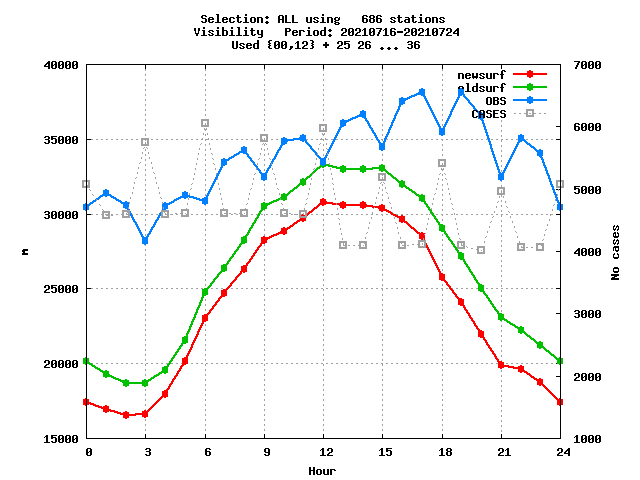 Selection: ALL using   686 stations
Visibility   Period: 20210716-20210724
Used {00,12} + 25 26 ... 36
40000
35000
30000
25000
20000
15000
7000
6000
5000
4000
3000
2000
1000
newsurf
oldsurf
OBS
CASES
m
No cases
0 3 6 9 12 15 18 21 24
Hour